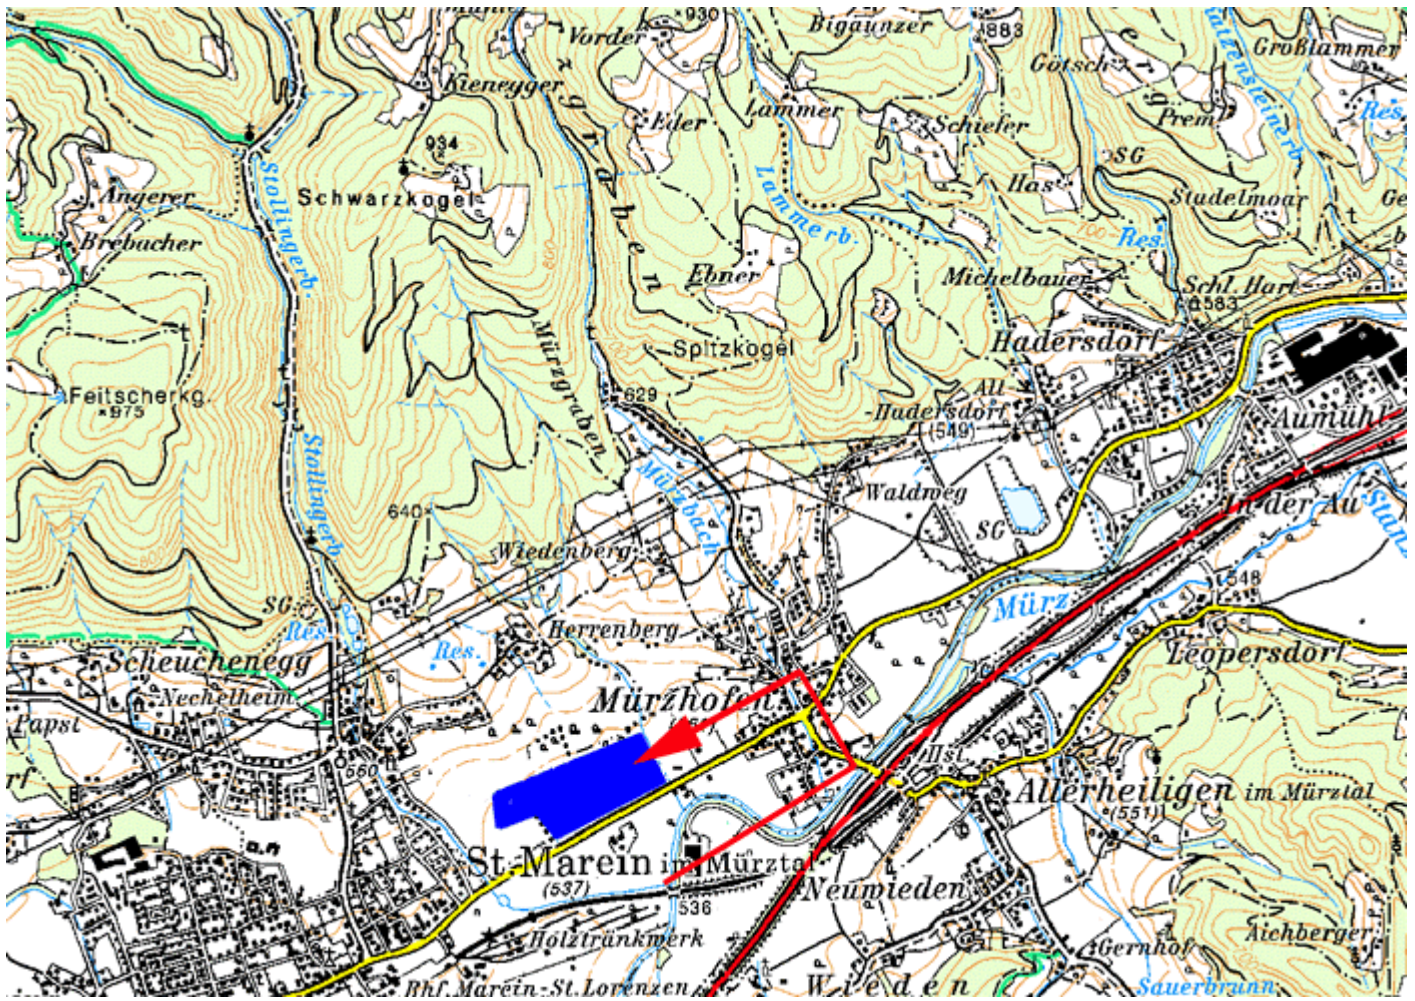 Vorder
×930
Bigaunzer
883
Großlammer
Götsch
Kienegger
Lammer
Res.
Prem
Eder
Schiefer
934
SG
Stollingerb.
Schwarzkogel
Has
Angerer
Lammerb.
Studelmoar
Brebacher
700
Res.
Ebner
Michelbauer
Schl. Hart
583
Mürzgraben
Spitzkogel
Hadersdorf
Feitscherkg.
×975
629
Alt
-Hadersdorf
(549)
Aumühl
Stollingerb.
Mürzbach
Waldweg
In der Au
640×
Wiedenberg
SG
548
SG
Mürz
Res.
Herrenberg
Res.
Leopersdorf
Scheuchenegg
Nechelheim
Mürzhofen
Papst
Hst.
560
Allerheiligen im Mürztal
(551)
St. Marein im Mürztal
(537)
Neumieden
536
Holztränkwerk
Gernhof
Aichberger
Bhf. Marein-St. Lorenzen
Wieden
Sauerbrunn